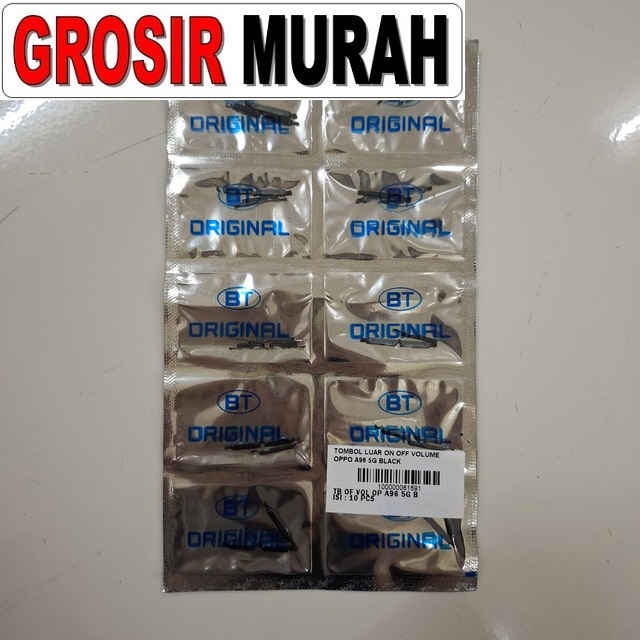 GROSIR MURAH
ORIGINAL ORIGINAL
BT BT
ORIGINAL ORIGINAL
BT BT
ORIGINAL ORIGINAL
BT BT
ORIGINAL ORIGINAL
TOMBOL LUAR ON OFF VOLUME
OPPO A96 5G BLACK
100000061691
TB OF VOL OP A96 5G B
ISI : 10 PCS
BT
ORIGINAL ORIGINAL